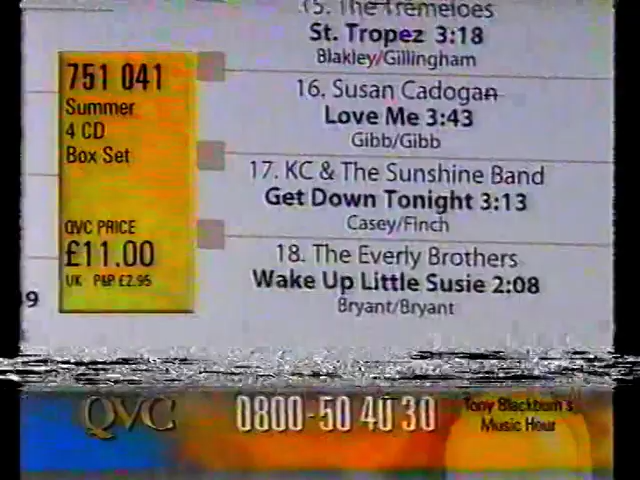 15. The Tremeloes
St. Tropez 3:18
Blakley/Gillingham
16. Susan Cadogan
Love Me 3:43
Gibb/Gibb
17. KC & The Sunshine Band
Get Down Tonight 3:13
Casey/Finch
18. The Everly Brothers
Wake Up Little Susie 2:08
Bryant/Bryant
9
751 041
Summer
4 CD
Box Set
QVC PRICE
£11.00
UK P&P £2.95
QVC
0800-50 40 30
Tony Blackburn's
Music Hour